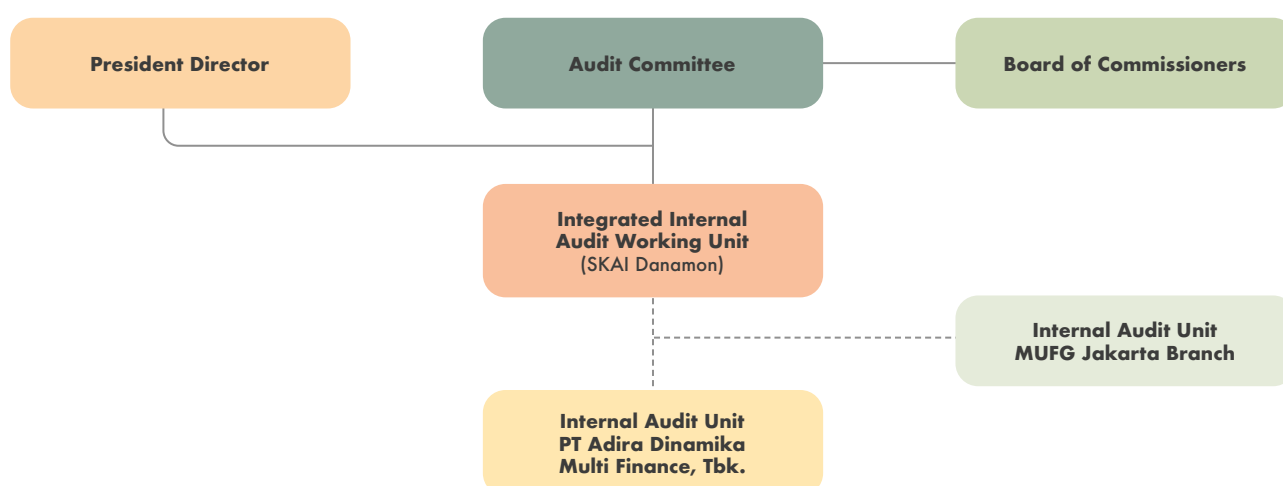 President Director
Audit Committee
Board of Commissioners
Integrated Internal
Audit Working Unit
(SKAI Danamon)
Internal Audit Unit
MUFG Jakarta Branch
Internal Audit Unit
PT Adira Dinamika
Multi Finance, Tbk.